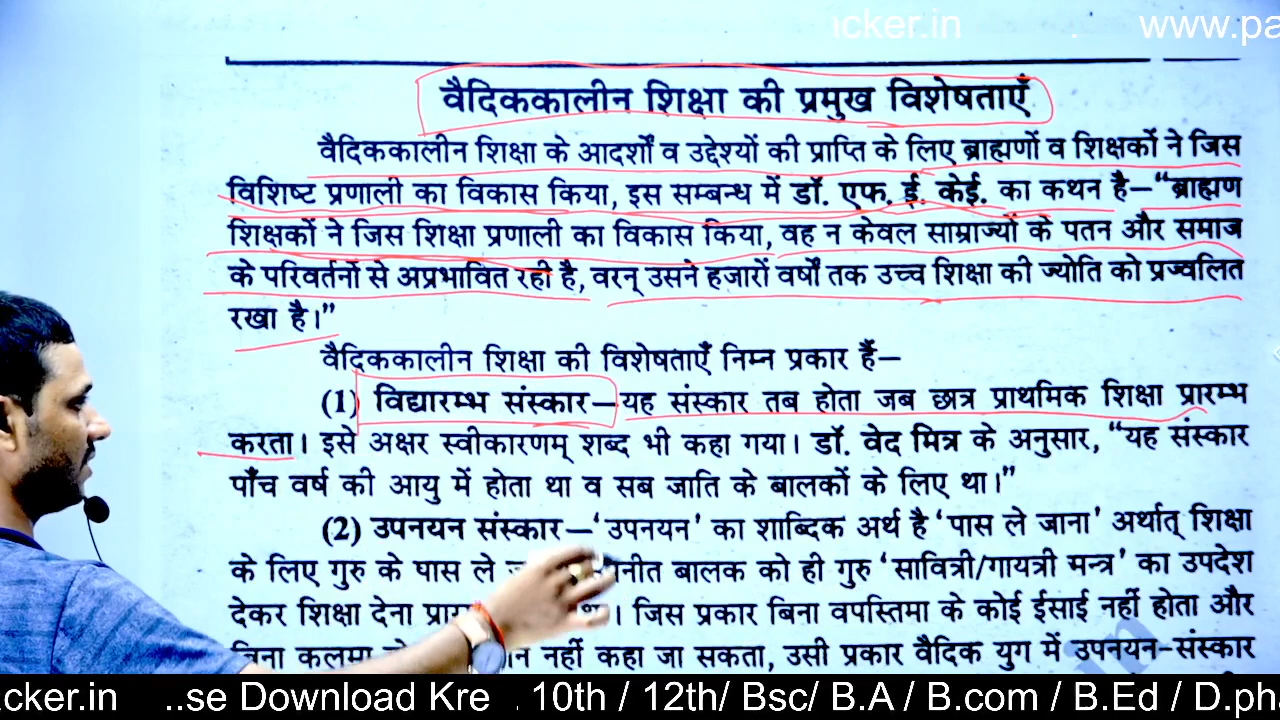 cker.in . www.pa
वैदिककालीन शिक्षा की प्रमुख विशेषताएँ
वैदिककालीन शिक्षा के आदर्शों व उद्देश्यों की प्राप्ति के लिए ब्राह्मणों व शिक्षकों ने जिस
विशिष्ट प्रणाली का विकास किया, इस सम्बन्ध में डॉ. एफ. ई. केई. का कथन है—“ब्राह्मण
शिक्षकों ने जिस शिक्षा प्रणाली का विकास किया, वह न केवल साम्राज्यों के पतन और समाज
के परिवर्तनों से अप्रभावित रही है, वरन् उसने हजारों वर्षों तक उच्च शिक्षा की ज्योति को प्रज्वलित
रखा है।”
वैदिककालीन शिक्षा की विशेषताएँ निम्न प्रकार हैं—
(1) विद्यारम्भ संस्कार—यह संस्कार तब होता जब छात्र प्राथमिक शिक्षा प्रारम्भ
करता। इसे अक्षर स्वीकारणम् शब्द भी कहा गया। डॉ. वेद मित्र के अनुसार, “यह संस्कार
पाँच वर्ष की आयु में होता था व सब जाति के बालकों के लिए था।”
(2) उपनयन संस्कार—‘उपनयन’ का शाब्दिक अर्थ है ‘पास ले जाना’ अर्थात् शिक्षा
के लिए गुरु के पास ले नीत बालक को ही गुरु ‘सावित्री/गायत्री मन्त्र’ का उपदेश
देकर शिक्षा देना । जिस प्रकार बिना वपस्तिमा के कोई ईसाई नहीं होता और
बिना कलमा नहीं कहा जा सकता, उसी प्रकार वैदिक युग में उपनयन-संस्कार
cker.in ..se Download Kre . 10th / 12th/ Bsc/ B.A / B.com / B.Ed / D.ph